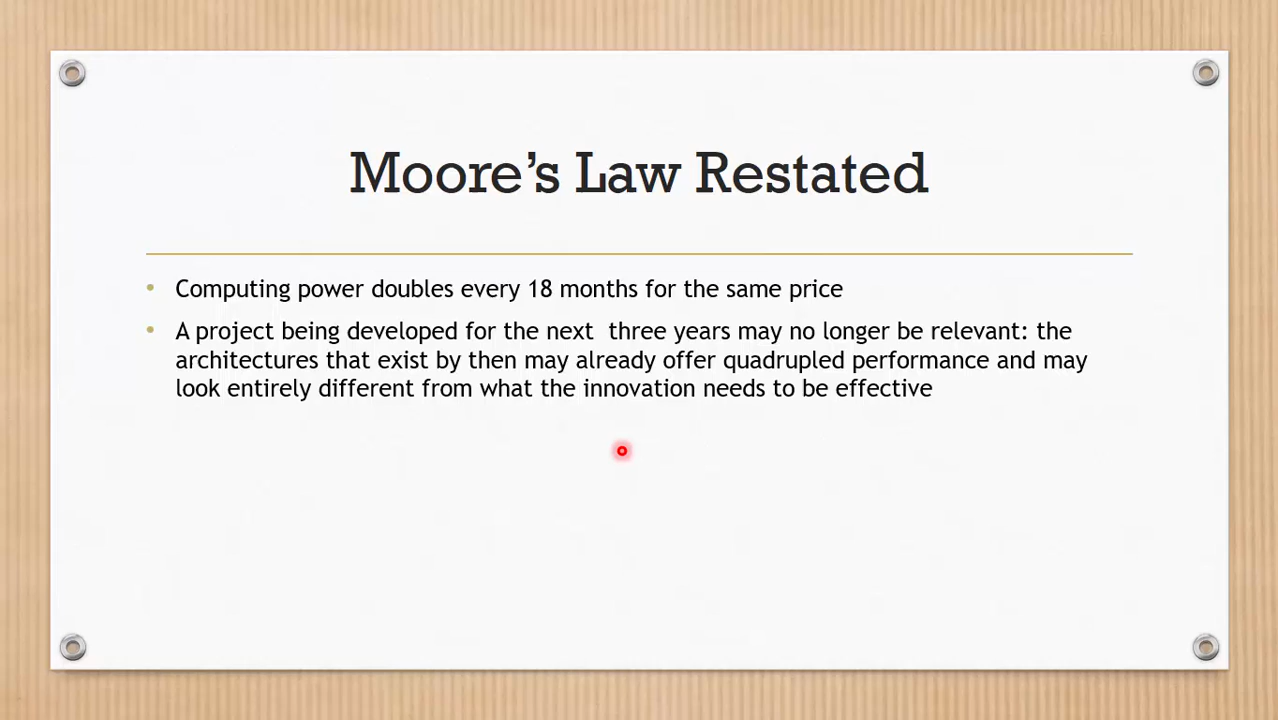 Moore’s Law Restated
• Computing power doubles every 18 months for the same price
• A project being developed for the next  three years may no longer be relevant: the
architectures that exist by then may already offer quadrupled performance and may
look entirely different from what the innovation needs to be effective